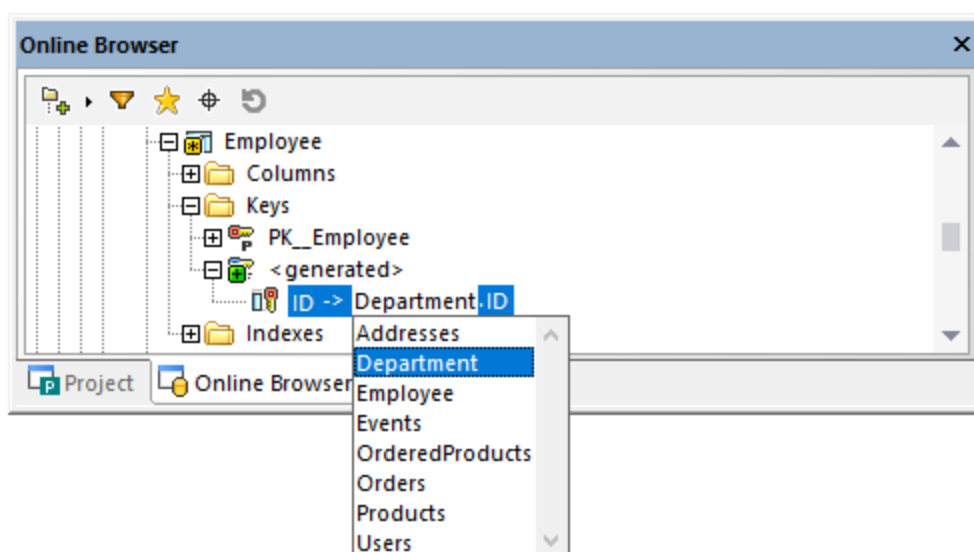 Online Browser
Employee
Columns
Keys
P PK__Employee
<generated>
ID -> Department.ID
Indexes
Addresses
Department
P Project
Online Browser
Employee
Events
OrderedProducts
Orders
Products
Users